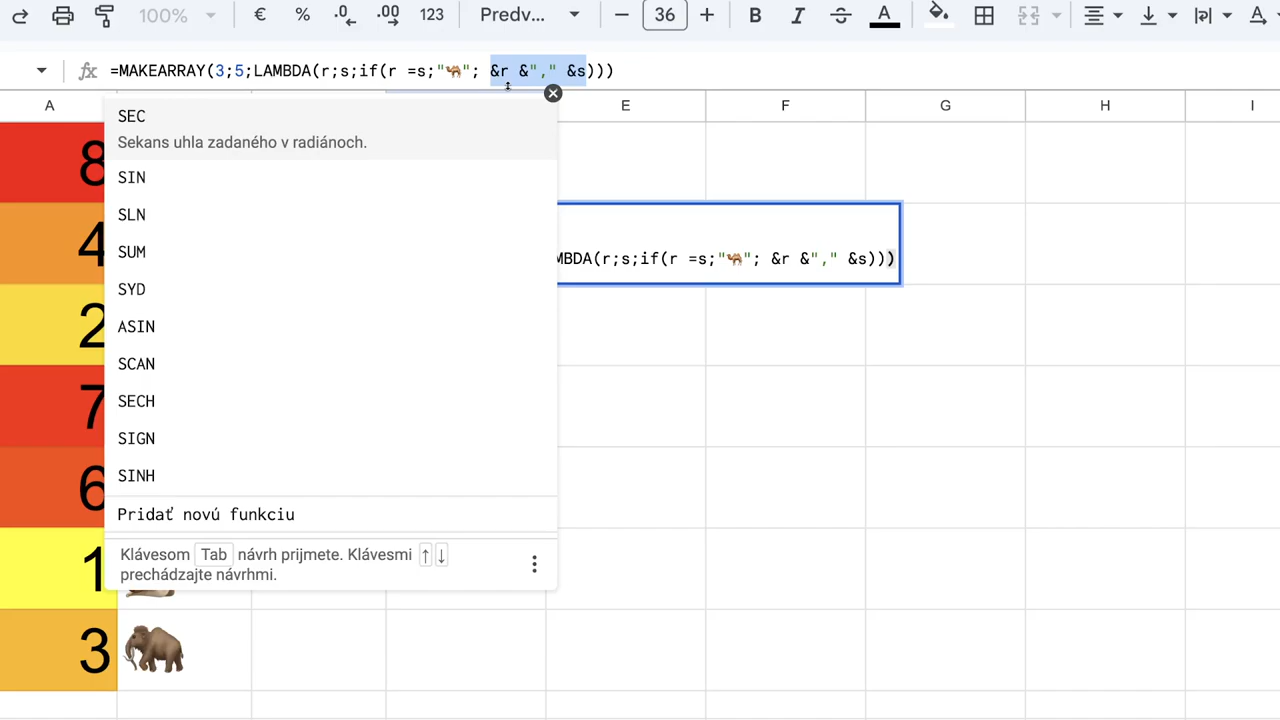 100% € % .0 .00 123 Predv... − 36 + B I A A
fx =MAKEARRAY(3;5;LAMBDA(r;s;if(r =s;"🐪"; &r &"," &s)))
A E F G H I
8
SEC
Sekans uhla zadaného v radiánoch.
SIN
SLN
4
SUM
MBDA(r;s;if(r =s;"🐪"; &r &"," &s)))
SYD
2
ASIN
SCAN
7
SECH
SIGN
SINH
6
Pridať novú funkciu
Klávesom Tab návrh prijmete. Klávesmi ↑ ↓
prechádzajte návrhmi.
1
3